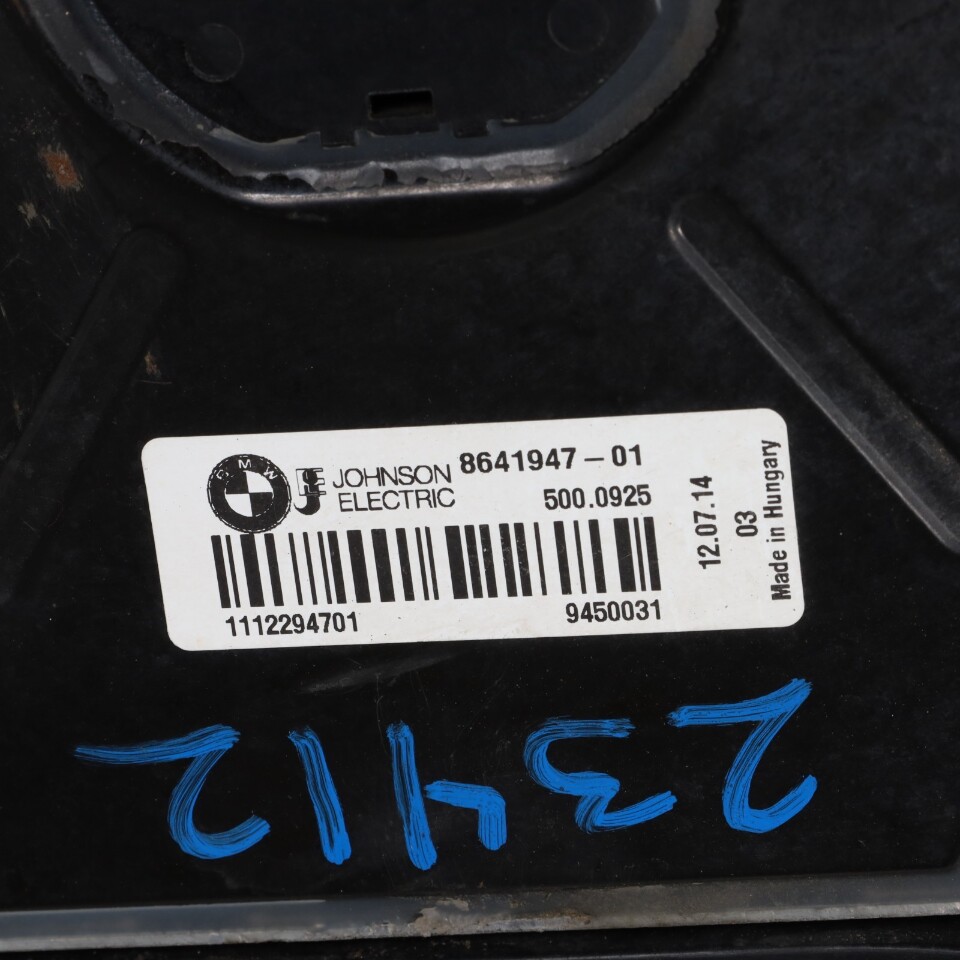 BMW
JOHNSON ELECTRIC
8641947-01
500.0925
1112294701
9450031
12.07.14
03
Made in Hungary
23412